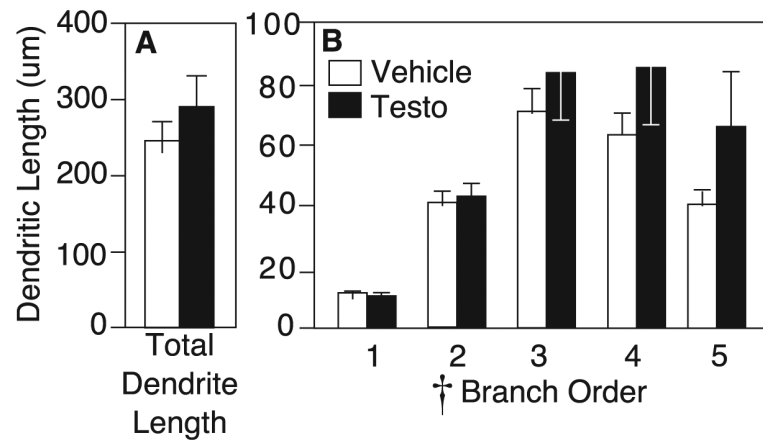 Dendritic Length (um)
400
300
200
100
0
A
Total
Dendrite
Length
100
80
60
40
20
0
B
Vehicle
Testo
1 2 3 4 5
† Branch Order